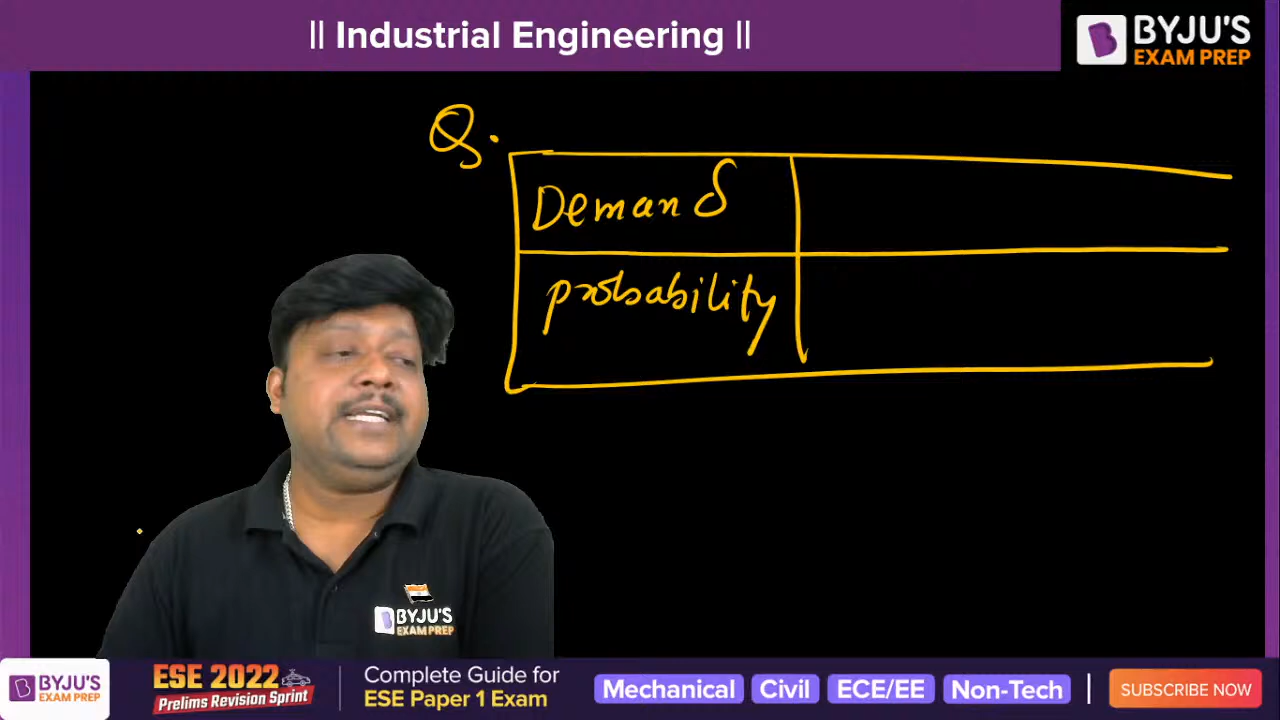 || Industrial Engineering ||
BYJU'S
EXAM PREP
Q.
Demand
probability
BYJU'S
EXAM PREP
BYJU'S
EXAM PREP
ESE 2022
Prelims Revision Sprint
Complete Guide for
ESE Paper 1 Exam
Mechanical Civil ECE/EE Non-Tech
SUBSCRIBE NOW